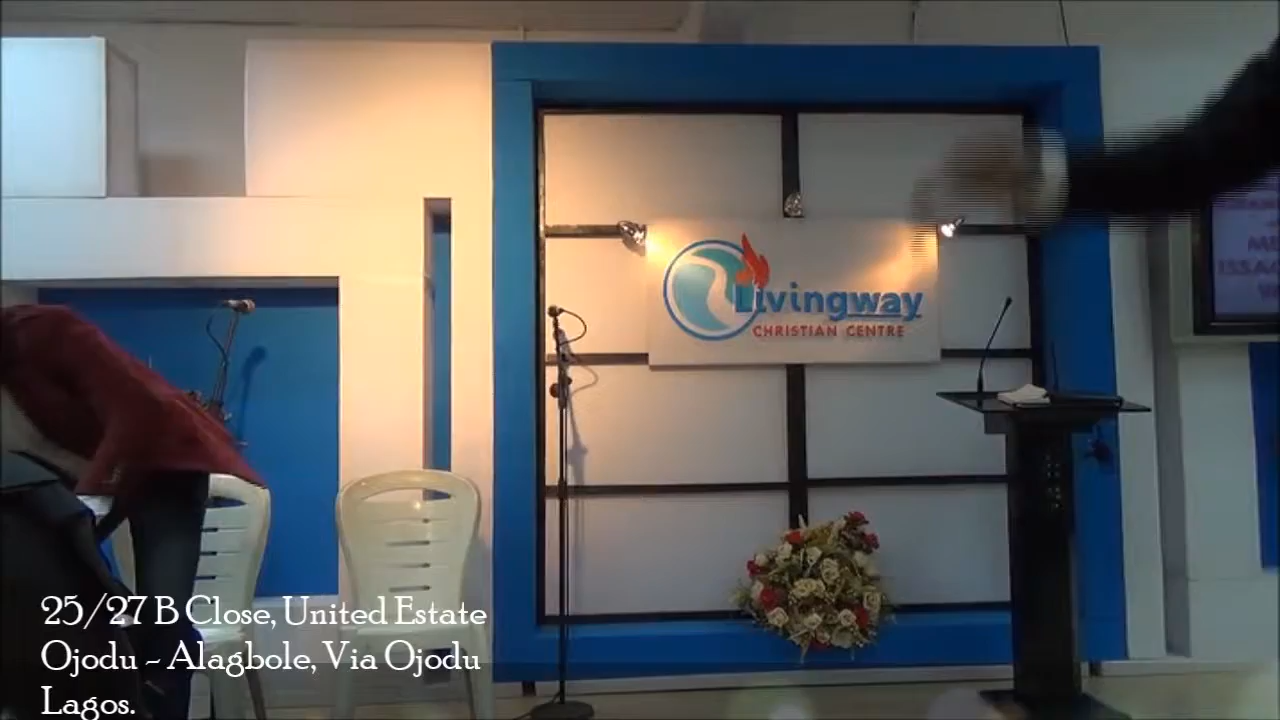 Livingway
CHRISTIAN CENTRE
25/27 B Close, United Estate
Ojodu - Alagbole, Via Ojodu
Lagos.